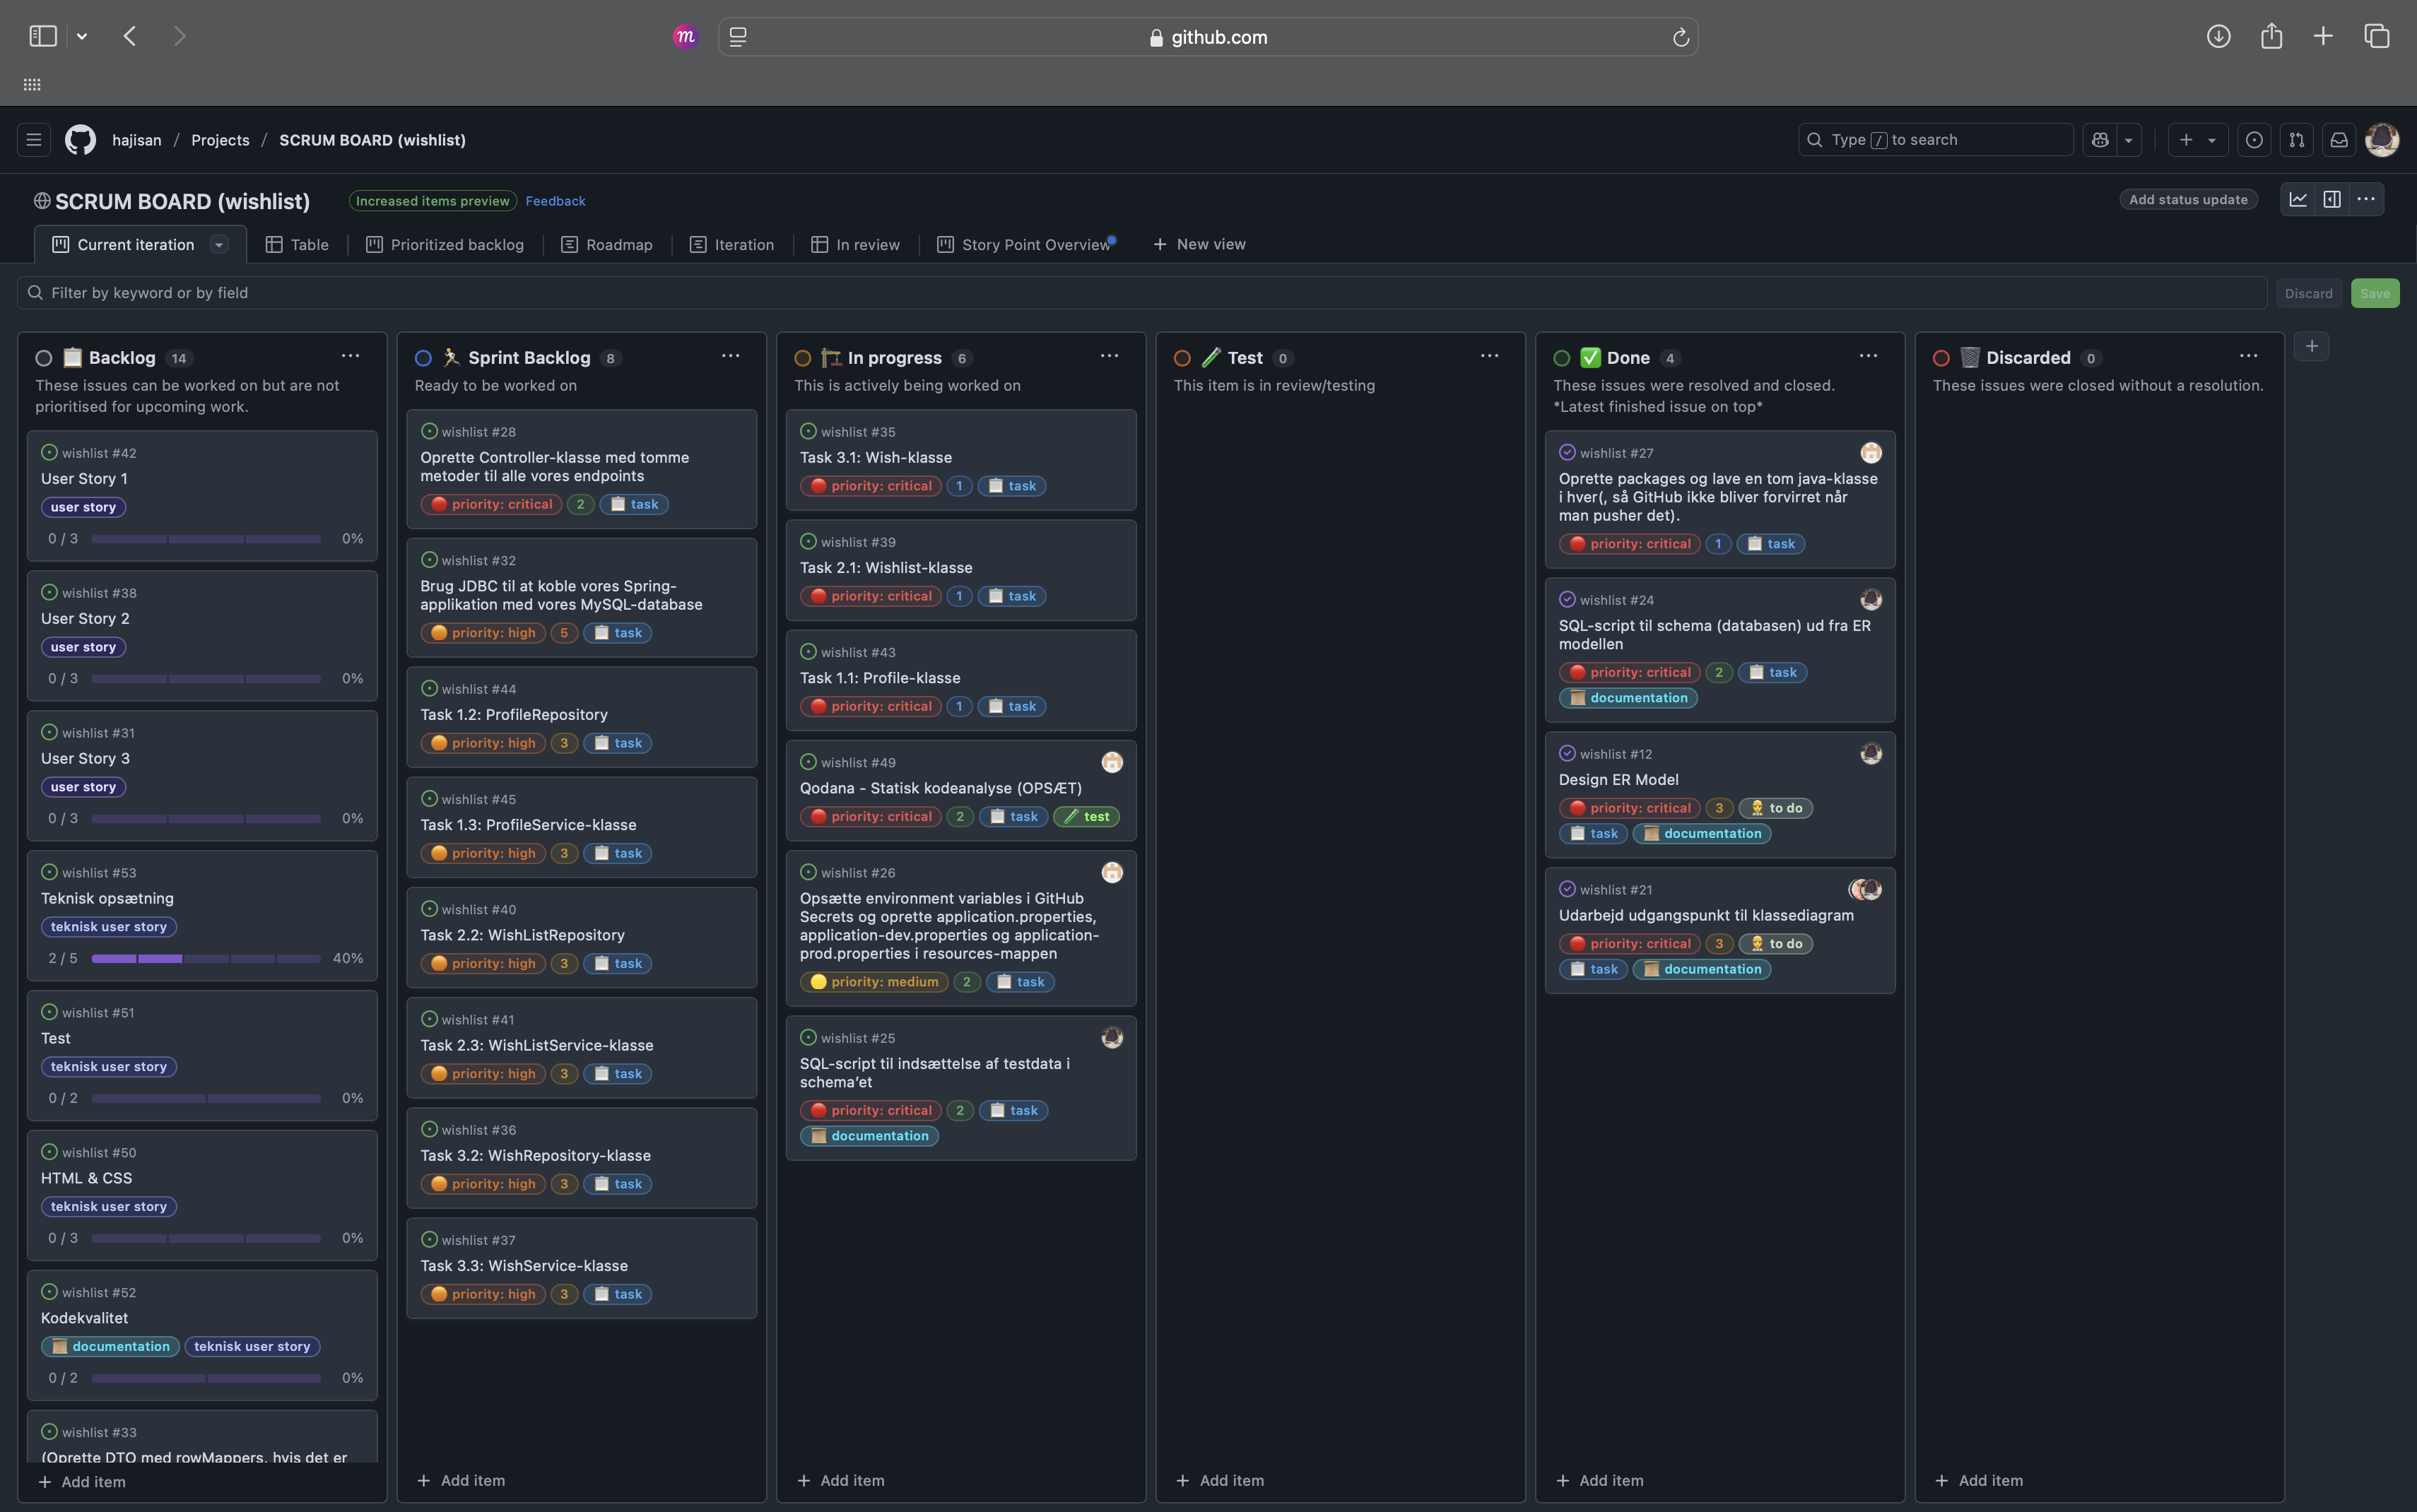 m
github.com
hajisan / Projects / SCRUM BOARD (wishlist)
Type / to search
SCRUM BOARD (wishlist)
Increased items preview
Feedback
Add status update
Current iteration
Table
Prioritized backlog
Roadmap
Iteration
In review
Story Point Overview
New view
Filter by keyword or by field
Discard
Save
Backlog 14
These issues can be worked on but are not
prioritised for upcoming work.
wishlist #42
User Story 1
user story
0 / 3 0%
wishlist #38
User Story 2
user story
0 / 3 0%
wishlist #31
User Story 3
user story
0 / 3 0%
wishlist #53
Teknisk opsætning
teknisk user story
2 / 5 40%
wishlist #51
Test
teknisk user story
0 / 2 0%
wishlist #50
HTML & CSS
teknisk user story
0 / 3 0%
wishlist #52
Kodekvalitet
documentation teknisk user story
0 / 2 0%
wishlist #33
(Oprette DTO med rowMappers, hvis det er
Add item
Sprint Backlog 8
Ready to be worked on
wishlist #28
Oprette Controller-klasse med tomme
metoder til alle vores endpoints
priority: critical 2 task
wishlist #32
Brug JDBC til at koble vores Spring-
applikation med vores MySQL-database
priority: high 5 task
wishlist #44
Task 1.2: ProfileRepository
priority: high 3 task
wishlist #45
Task 1.3: ProfileService-klasse
priority: high 3 task
wishlist #40
Task 2.2: WishListRepository
priority: high 3 task
wishlist #41
Task 2.3: WishListService-klasse
priority: high 3 task
wishlist #36
Task 3.2: WishRepository-klasse
priority: high 3 task
wishlist #37
Task 3.3: WishService-klasse
priority: high 3 task
Add item
In progress 6
This is actively being worked on
wishlist #35
Task 3.1: Wish-klasse
priority: critical 1 task
wishlist #39
Task 2.1: Wishlist-klasse
priority: critical 1 task
wishlist #43
Task 1.1: Profile-klasse
priority: critical 1 task
wishlist #49
Qodana - Statisk kodeanalyse (OPSÆT)
priority: critical 2 task test
wishlist #26
Opsætte environment variables i GitHub
Secrets og oprette application.properties,
application-dev.properties og application-
prod.properties i resources-mappen
priority: medium 2 task
wishlist #25
SQL-script til indsættelse af testdata i
schema'et
priority: critical 2 task
documentation
Add item
Test 0
This item is in review/testing
Add item
Done 4
These issues were resolved and closed.
*Latest finished issue on top*
wishlist #27
Oprette packages og lave en tom java-klasse
i hver(, så GitHub ikke bliver forvirret når
man pusher det).
priority: critical 1 task
wishlist #24
SQL-script til schema (databasen) ud fra ER
modellen
priority: critical 2 task
documentation
wishlist #12
Design ER Model
priority: critical 3 to do
task documentation
wishlist #21
Udarbejd udgangspunkt til klassediagram
priority: critical 3 to do
task documentation
Add item
Discarded 0
These issues were closed without a resolution.
Add item